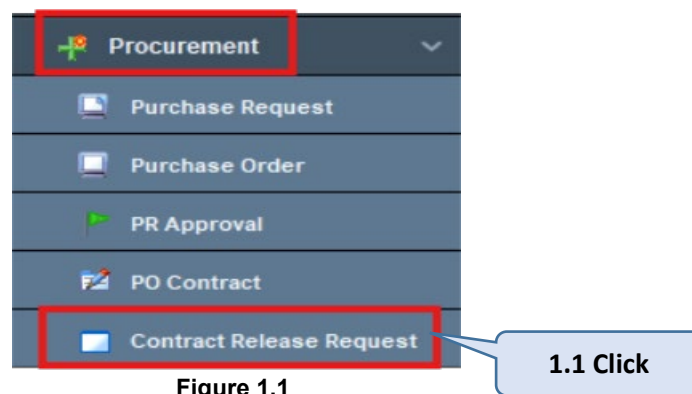 Procurement
Purchase Request
Purchase Order
PR Approval
PO Contract
Contract Release Request
1.1 Click
Figure 1.1